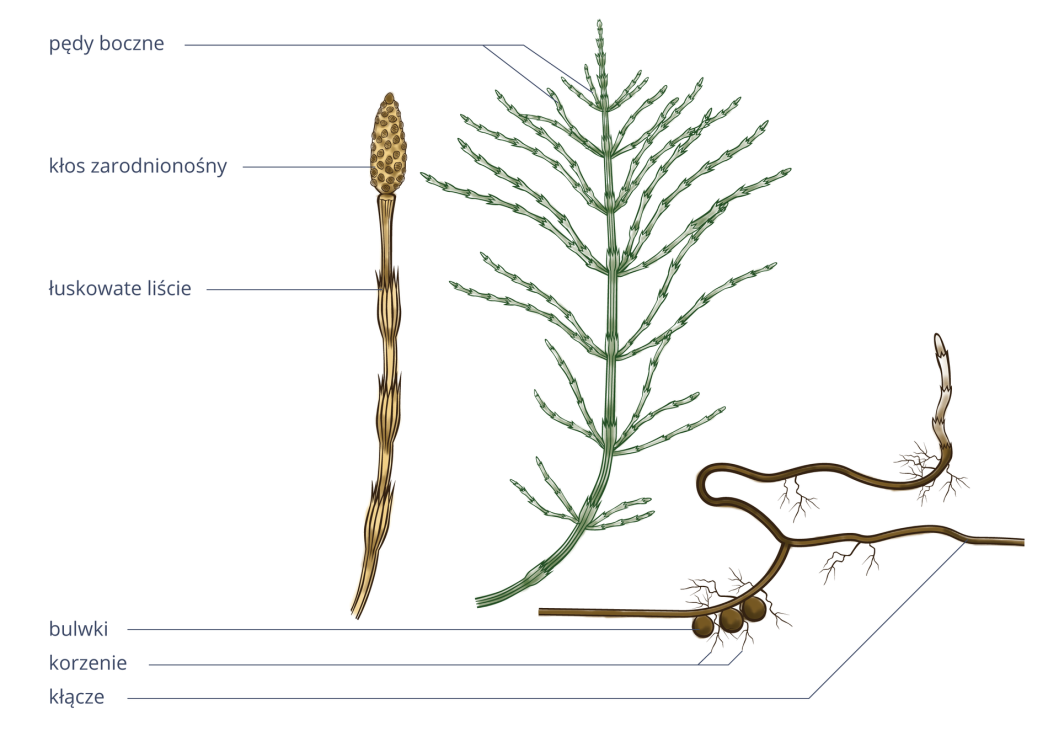 pędy boczne
kłos zarodnionośny
łuskowate liście
bulwki
korzenie
kłącze